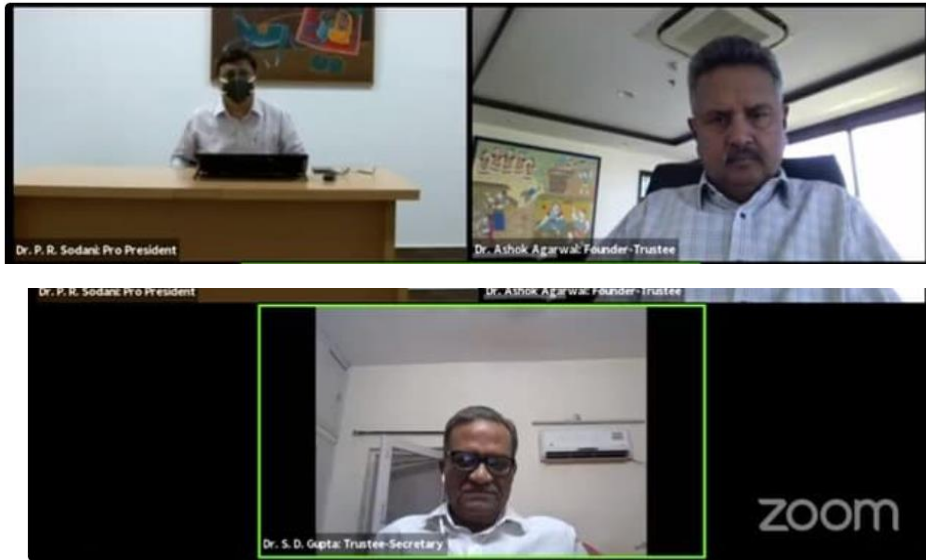 Dr. P. R. Sodani: Pro President
Dr. Ashok Agarwal: Founder-Trustee
Dr. P. R. Sodani: Pro President
Dr. Ashok Agarwal: Founder-Trustee
Dr. S. D. Gupta: Trustee-Secretary
zoom